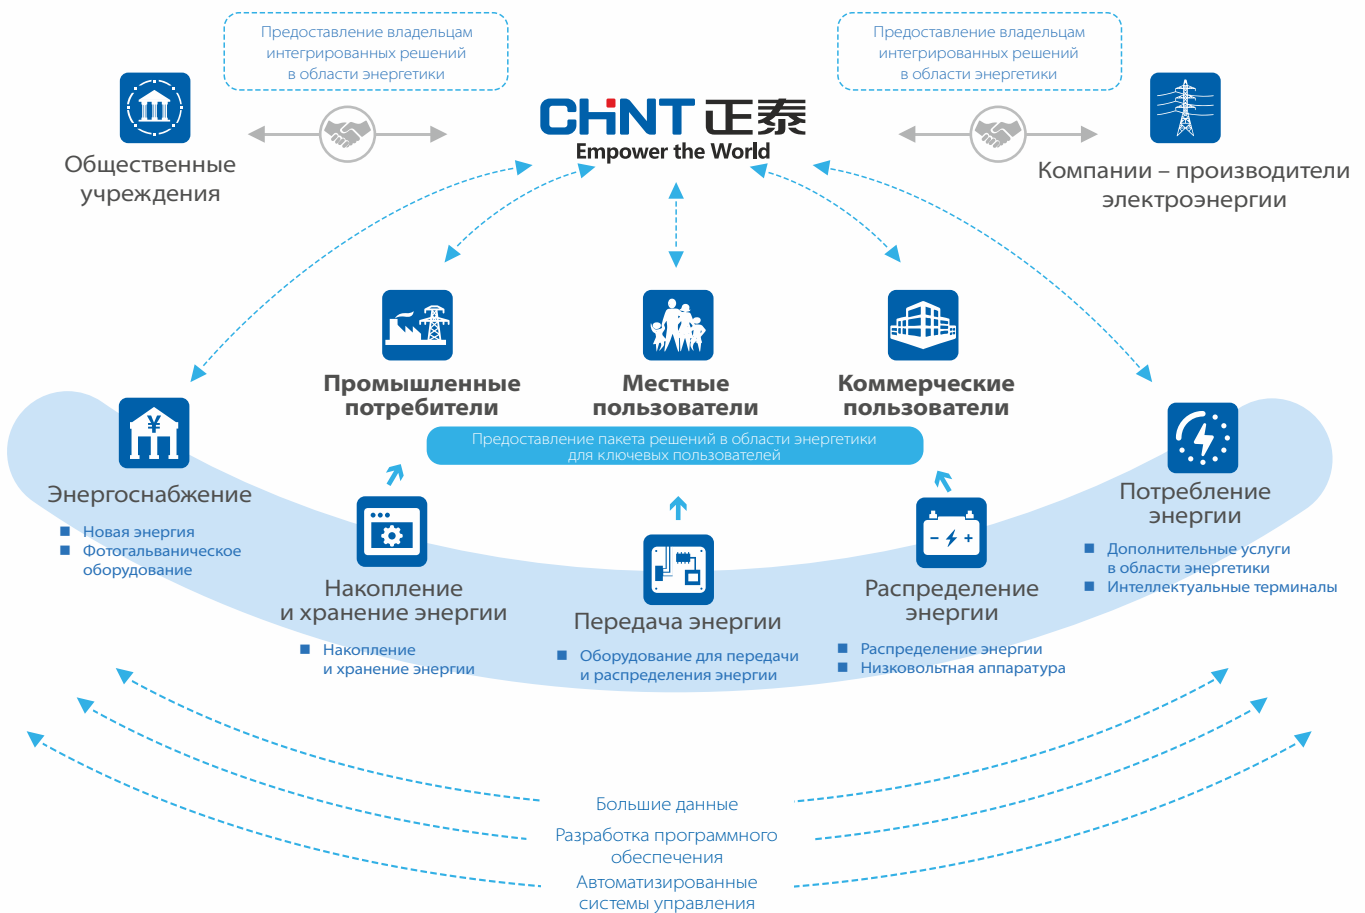 Предоставление владельцам
интегрированных решений
в области энергетики
Предоставление владельцам
интегрированных решений
в области энергетики
CHNT 正泰
Empower the World
Общественные
учреждения
Компании – производители
электроэнергии
Промышленные
потребители
Местные
пользователи
Коммерческие
пользователи
Предоставление пакета решений в области энергетики
для ключевых пользователей
¥
Энергоснабжение
Новая энергия
Фотогальваническое
оборудование
Накопление
и хранение энергии
Накопление
и хранение энергии
Передача энергии
Оборудование для передачи
и распределения энергии
Распределение
энергии
Распределение энергии
Низковольтная аппаратура
Потребление
энергии
Дополнительные услуги
в области энергетики
Интеллектуальные терминалы
Большие данные
Разработка программного
обеспечения
Автоматизированные
системы управления